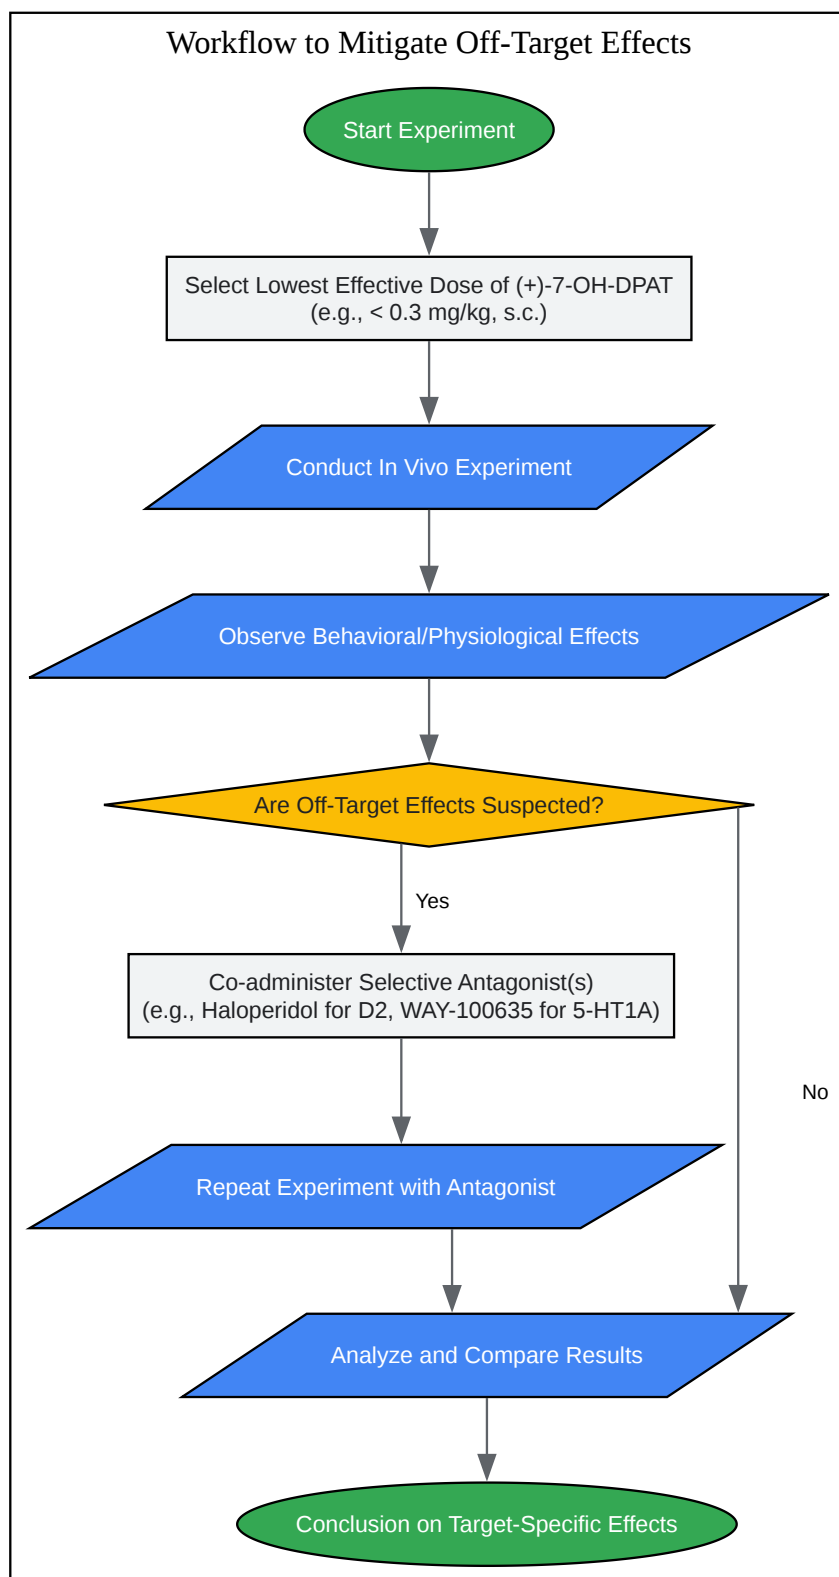 Workflow to Mitigate Off-Target Effects
Start Experiment
Select Lowest Effective Dose of (+)-7-OH-DPAT
(e.g., < 0.3 mg/kg, s.c.)
Conduct In Vivo Experiment
Observe Behavioral/Physiological Effects
Are Off-Target Effects Suspected?
Yes
Co-administer Selective Antagonist(s)
(e.g., Haloperidol for D2, WAY-100635 for 5-HT1A)
No
Repeat Experiment with Antagonist
Analyze and Compare Results
Conclusion on Target-Specific Effects